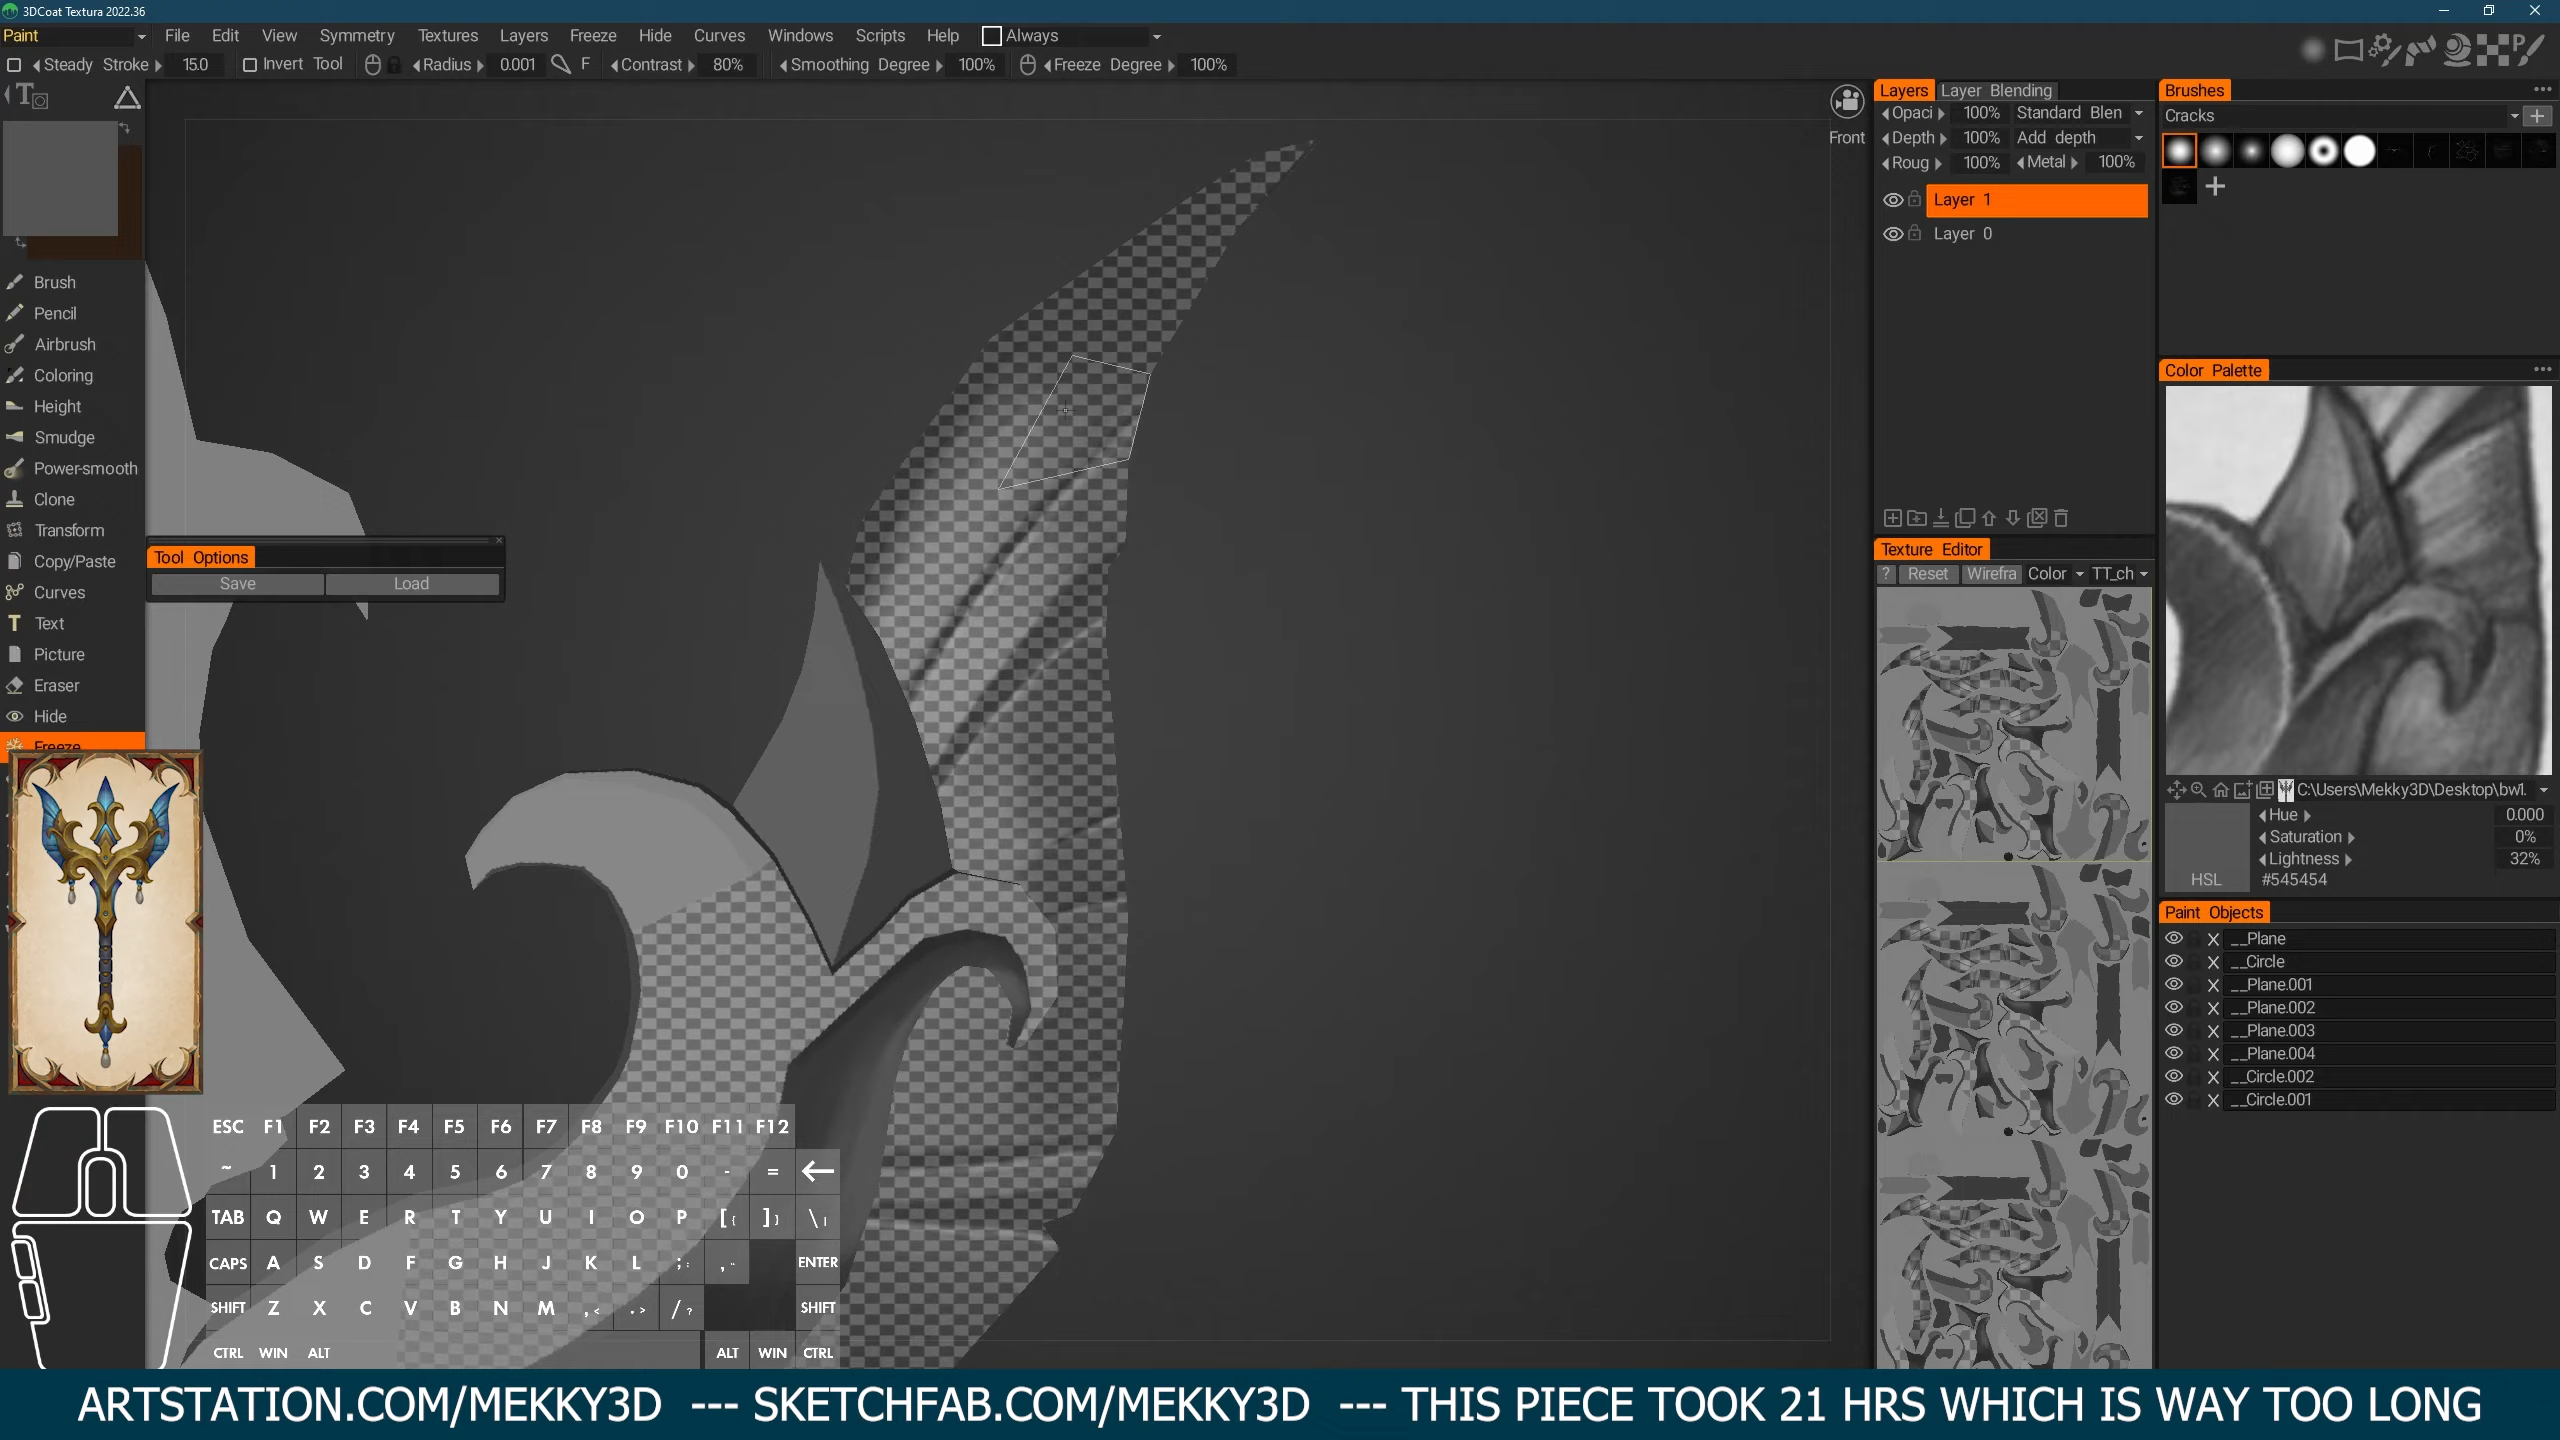 3DCoat Textura 2022.36
Paint File Edit View Symmetry Textures Layers Freeze Hide Curves Windows Scripts Help Always
Steady Stroke 15.0 Invert Tool Radius 0.001 F Contrast 80% Smoothing Degree 100% Freeze Degree 100%
Front
Brush
Pencil
Airbrush
Coloring
Height
Smudge
Power-smooth
Clone
Transform
Copy/Paste
Curves
Text
Picture
Eraser
Hide
Freeze
Tool Options
Save Load
Layers Layer Blending
Opaci 100% Standard Blen
Depth 100% Add depth
Roug 100% Metal 100%
Layer 1
Layer 0
Texture Editor
? Reset Wirefra Color TT_ch
Brushes
Cracks
Color Palette
C:\Users\Mekky3D\Desktop\bw1.
Hue 0.000
Saturation 0%
Lightness 32%
HSL #545454
Paint Objects
X __Plane
X __Circle
X __Plane.001
X __Plane.002
X __Plane.003
X __Plane.004
X __Circle.002
X __Circle.001
ESC F1 F2 F3 F4 F5 F6 F7 F8 F9 F10 F11 F12
~ 1 2 3 4 5 6 7 8 9 0 - =
TAB Q W E R T Y U I O P [{ ]} \|
CAPS A S D F G H J K L ;: ," ENTER
SHIFT Z X C V B N M ,< .> /? SHIFT
CTRL WIN ALT ALT WIN CTRL
ARTSTATION.COM/MEKKY3D --- SKETCHFAB.COM/MEKKY3D --- THIS PIECE TOOK 21 HRS WHICH IS WAY TOO LONG